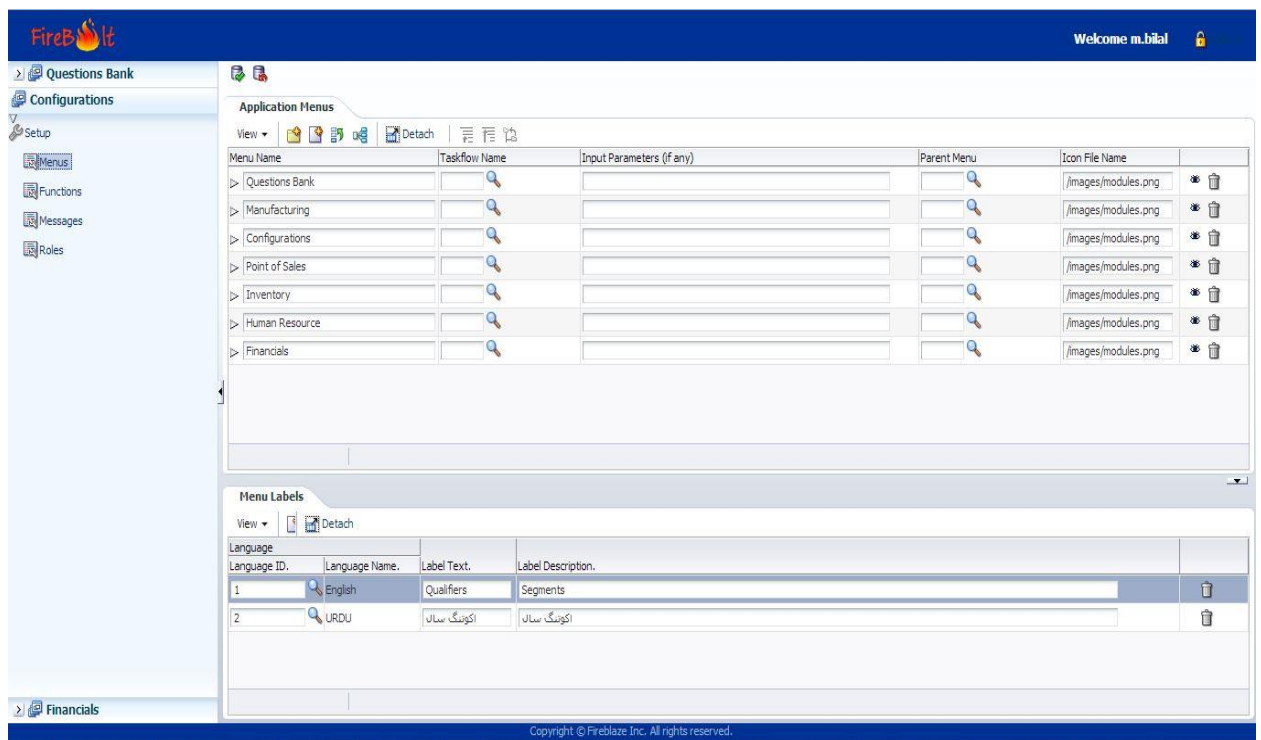 FireBolt
Welcome m.bilal
Questions Bank
Configurations
Setup
Menus
Functions
Messages
Roles
Financials
Application Menus
View Detach
Menu Name Taskflow Name Input Parameters (if any) Parent Menu Icon File Name
Questions Bank /images/modules.png
Manufacturing /images/modules.png
Configurations /images/modules.png
Point of Sales /images/modules.png
Inventory /images/modules.png
Human Resource /images/modules.png
Financials /images/modules.png
Menu Labels
View Detach
Language
Language ID. Language Name. Label Text. Label Description.
1 English Qualifiers Segments
2 URDU اکوننگ سال اکوننگ سال
Copyright © Fireblaze Inc. All rights reserved.